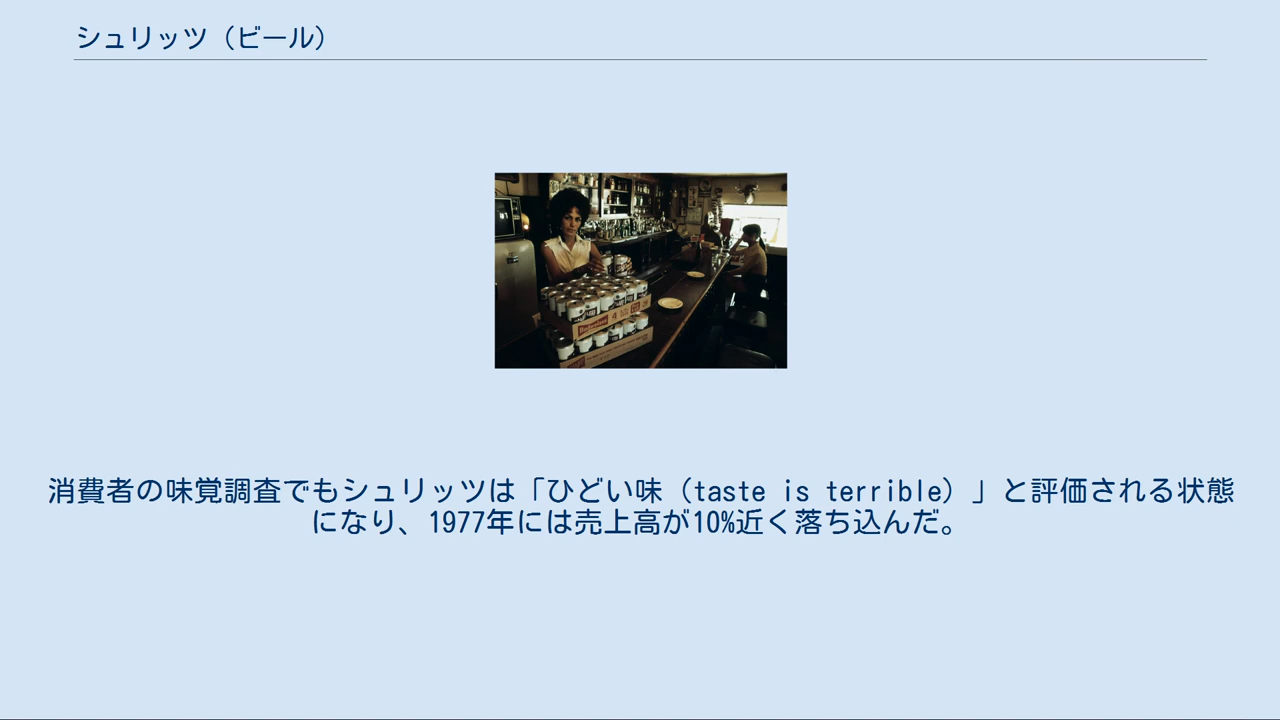 シュリッツ（ビール）
Budweiser
消費者の味覚調査でもシュリッツは「ひどい味（taste is terrible）」と評価される状態
になり、1977年には売上高が10%近く落ち込んだ。